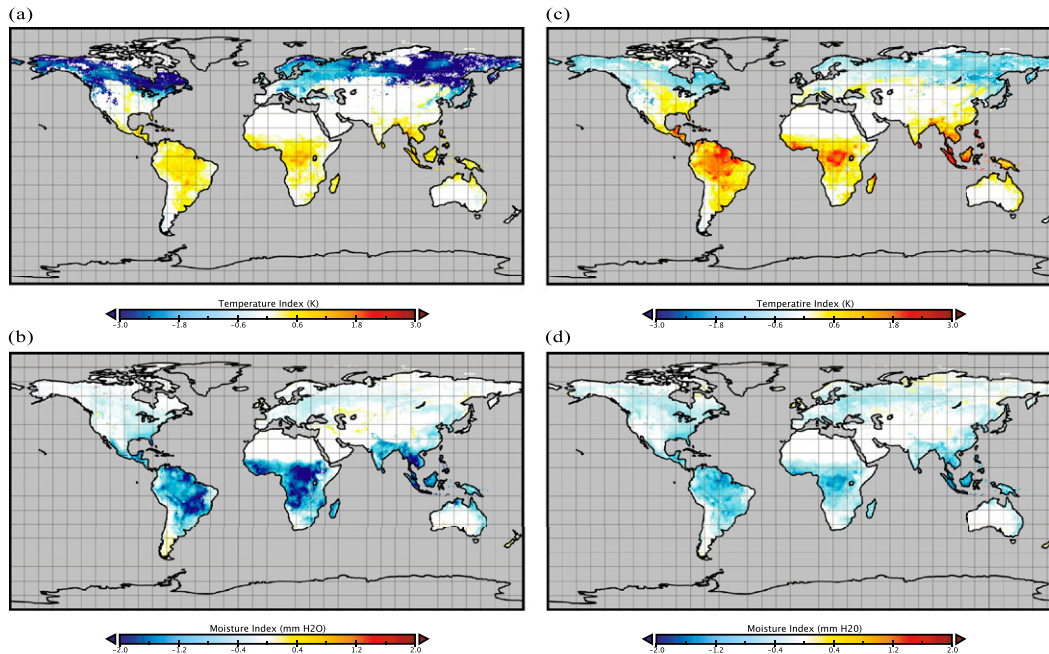 (a)
(c)
Temperature Index (K)
-3.0 -1.8 -0.6 0.6 1.8 3.0
Temperatire Index (K)
-3.0 -1.8 -0.6 0.6 1.8 3.0
(b)
(d)
Moisture Index (mm H2O)
-2.0 -1.2 -0.4 0.4 1.2 2.0
Moisture Index (mm H20)
-2.0 -1.2 -0.4 0.4 1.2 2.0